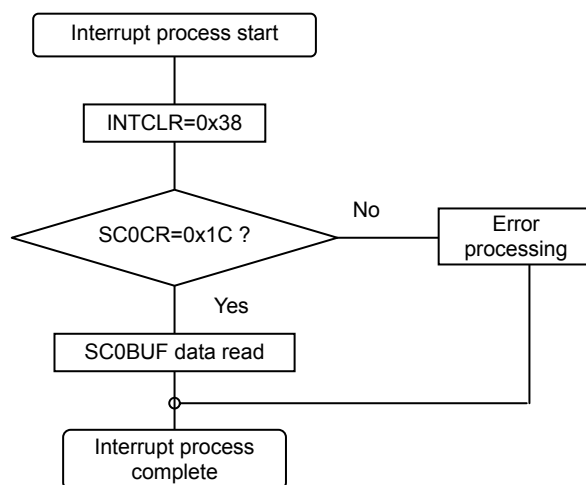 Interrupt process start
INTCLR=0x38
SC0CR=0x1C ?
No
Error
processing
Yes
SC0BUF data read
Interrupt process
complete